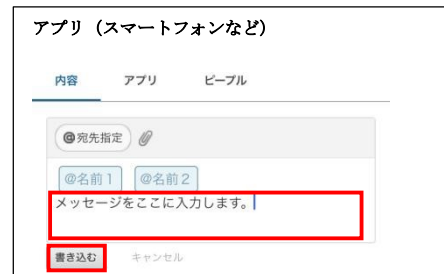 アプリ（スマートフォンなど）
内容 アプリ ピープル
@宛先指定
@名前1 @名前2
メッセージをここに入力します。
書き込む キャンセル